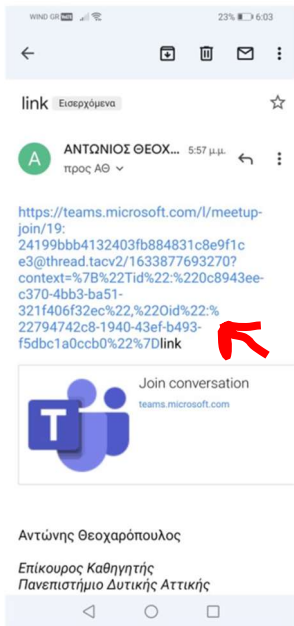 WIND GR 23% 6:03
link Εισερχόμενα
Α ΑΝΤΩΝΙΟΣ ΘΕΟΧ... 5:57 μ.μ.
προς ΑΘ
https://teams.microsoft.com/l/meetup-
join/19:
24199bbb4132403fb884831c8e9f1c
e3@thread.tacv2/1633877693270?
context=%7B%22Tid%22:%220c8943ee-
c370-4bb3-ba51-
321f406f32ec%22,%22Oid%22:%
22794742c8-1940-43ef-b493-
f5dbc1a0ccb0%22%7Dlink
T
Join conversation
teams.microsoft.com
Αντώνης Θεοχαρόπουλος
Επίκουρος Καθηγητής
Πανεπιστήμιο Δυτικής Αττικής